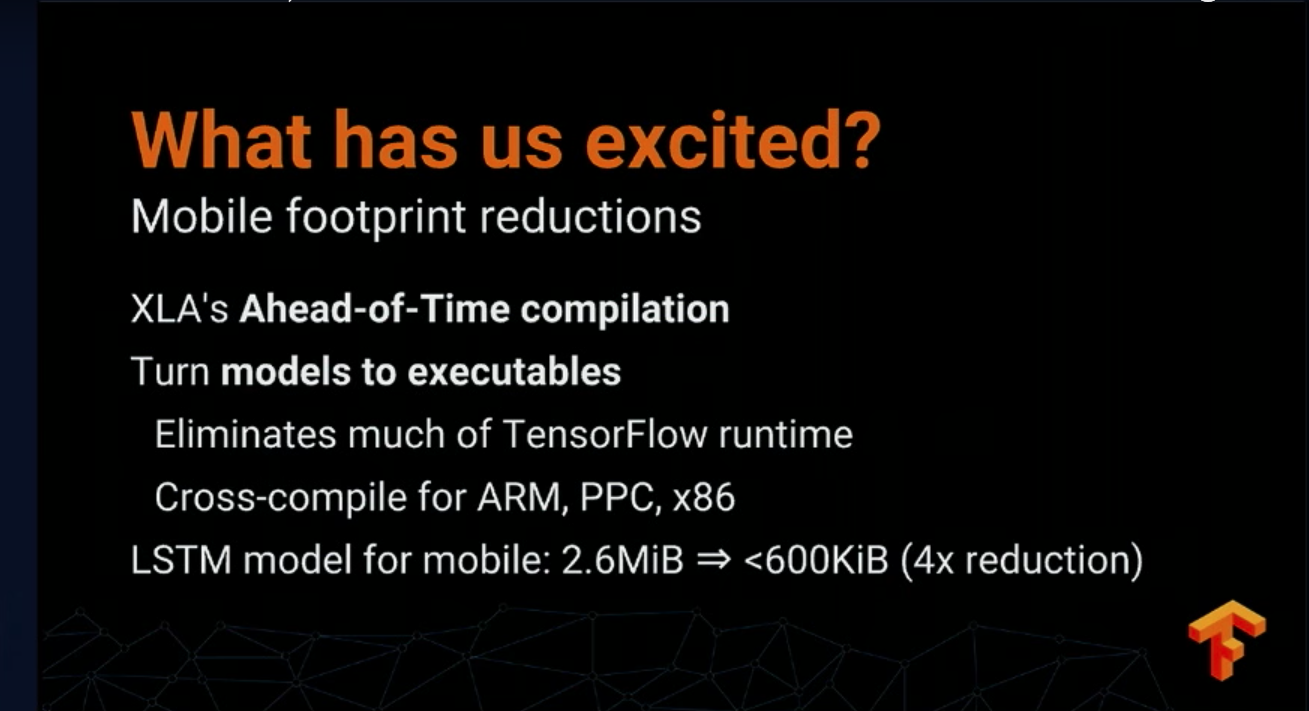 What has us excited?
Mobile footprint reductions
XLA's Ahead-of-Time compilation
Turn models to executables
Eliminates much of TensorFlow runtime
Cross-compile for ARM, PPC, x86
LSTM model for mobile: 2.6MiB ⇒ <600KiB (4x reduction)